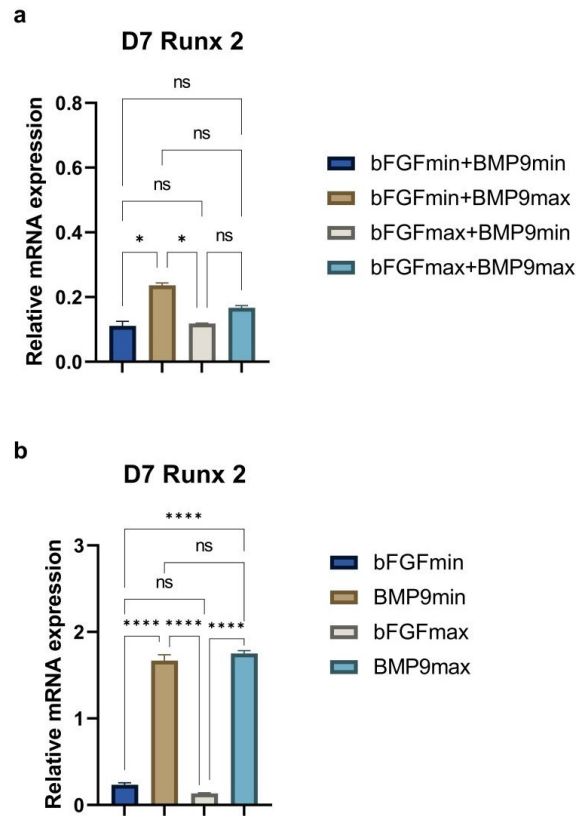 a
D7 Runx 2
Relative mRNA expression
0.8
0.6
0.4
0.2
0.0
ns
ns
ns
* * ns
bFGFmin+BMP9min
bFGFmin+BMP9max
bFGFmax+BMP9min
bFGFmax+BMP9max
b
D7 Runx 2
Relative mRNA expression
3
2
1
0
****
ns
ns
**** **** ****
bFGFmin
BMP9min
bFGFmax
BMP9max